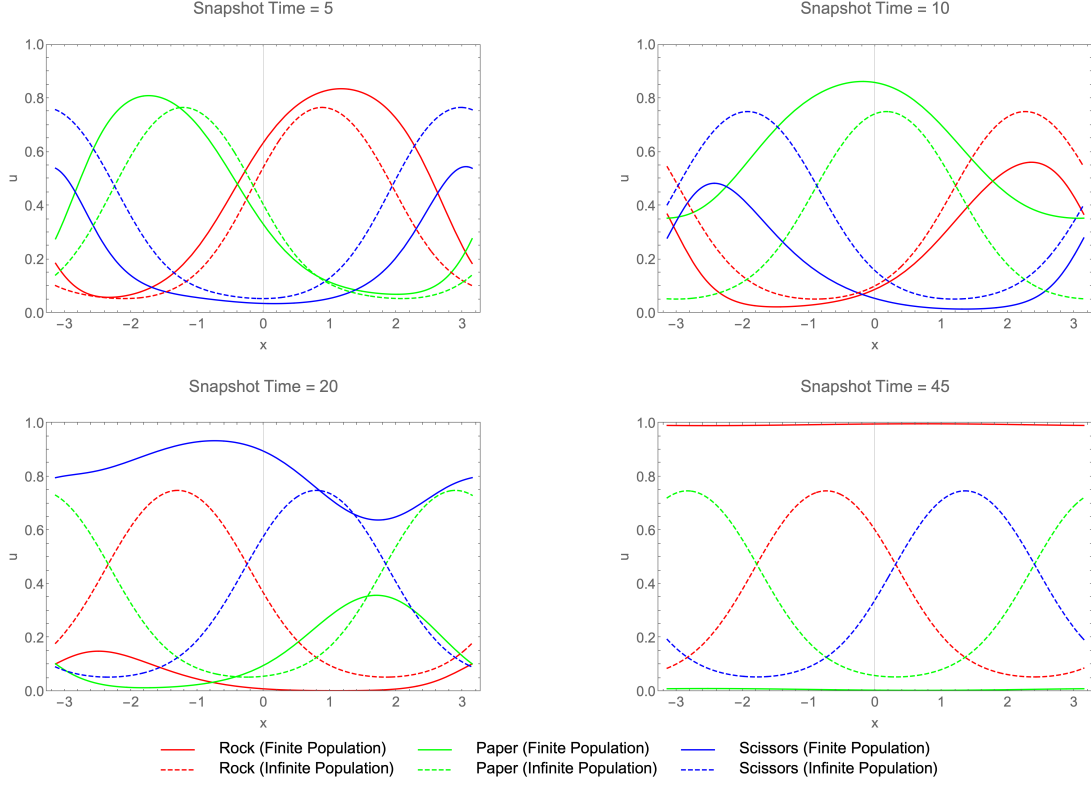 Snapshot Time = 5
1.0
0.8
0.6
u
0.4
0.2
0.0
−3 −2 −1 0 1 2 3
x
Snapshot Time = 10
1.0
0.8
0.6
u
0.4
0.2
0.0
−3 −2 −1 0 1 2 3
x
Snapshot Time = 20
1.0
0.8
0.6
u
0.4
0.2
0.0
−3 −2 −1 0 1 2 3
x
Snapshot Time = 45
1.0
0.8
0.6
u
0.4
0.2
0.0
−3 −2 −1 0 1 2 3
x
Rock (Finite Population) Paper (Finite Population) Scissors (Finite Population)
Rock (Infinite Population) Paper (Infinite Population) Scissors (Infinite Population)